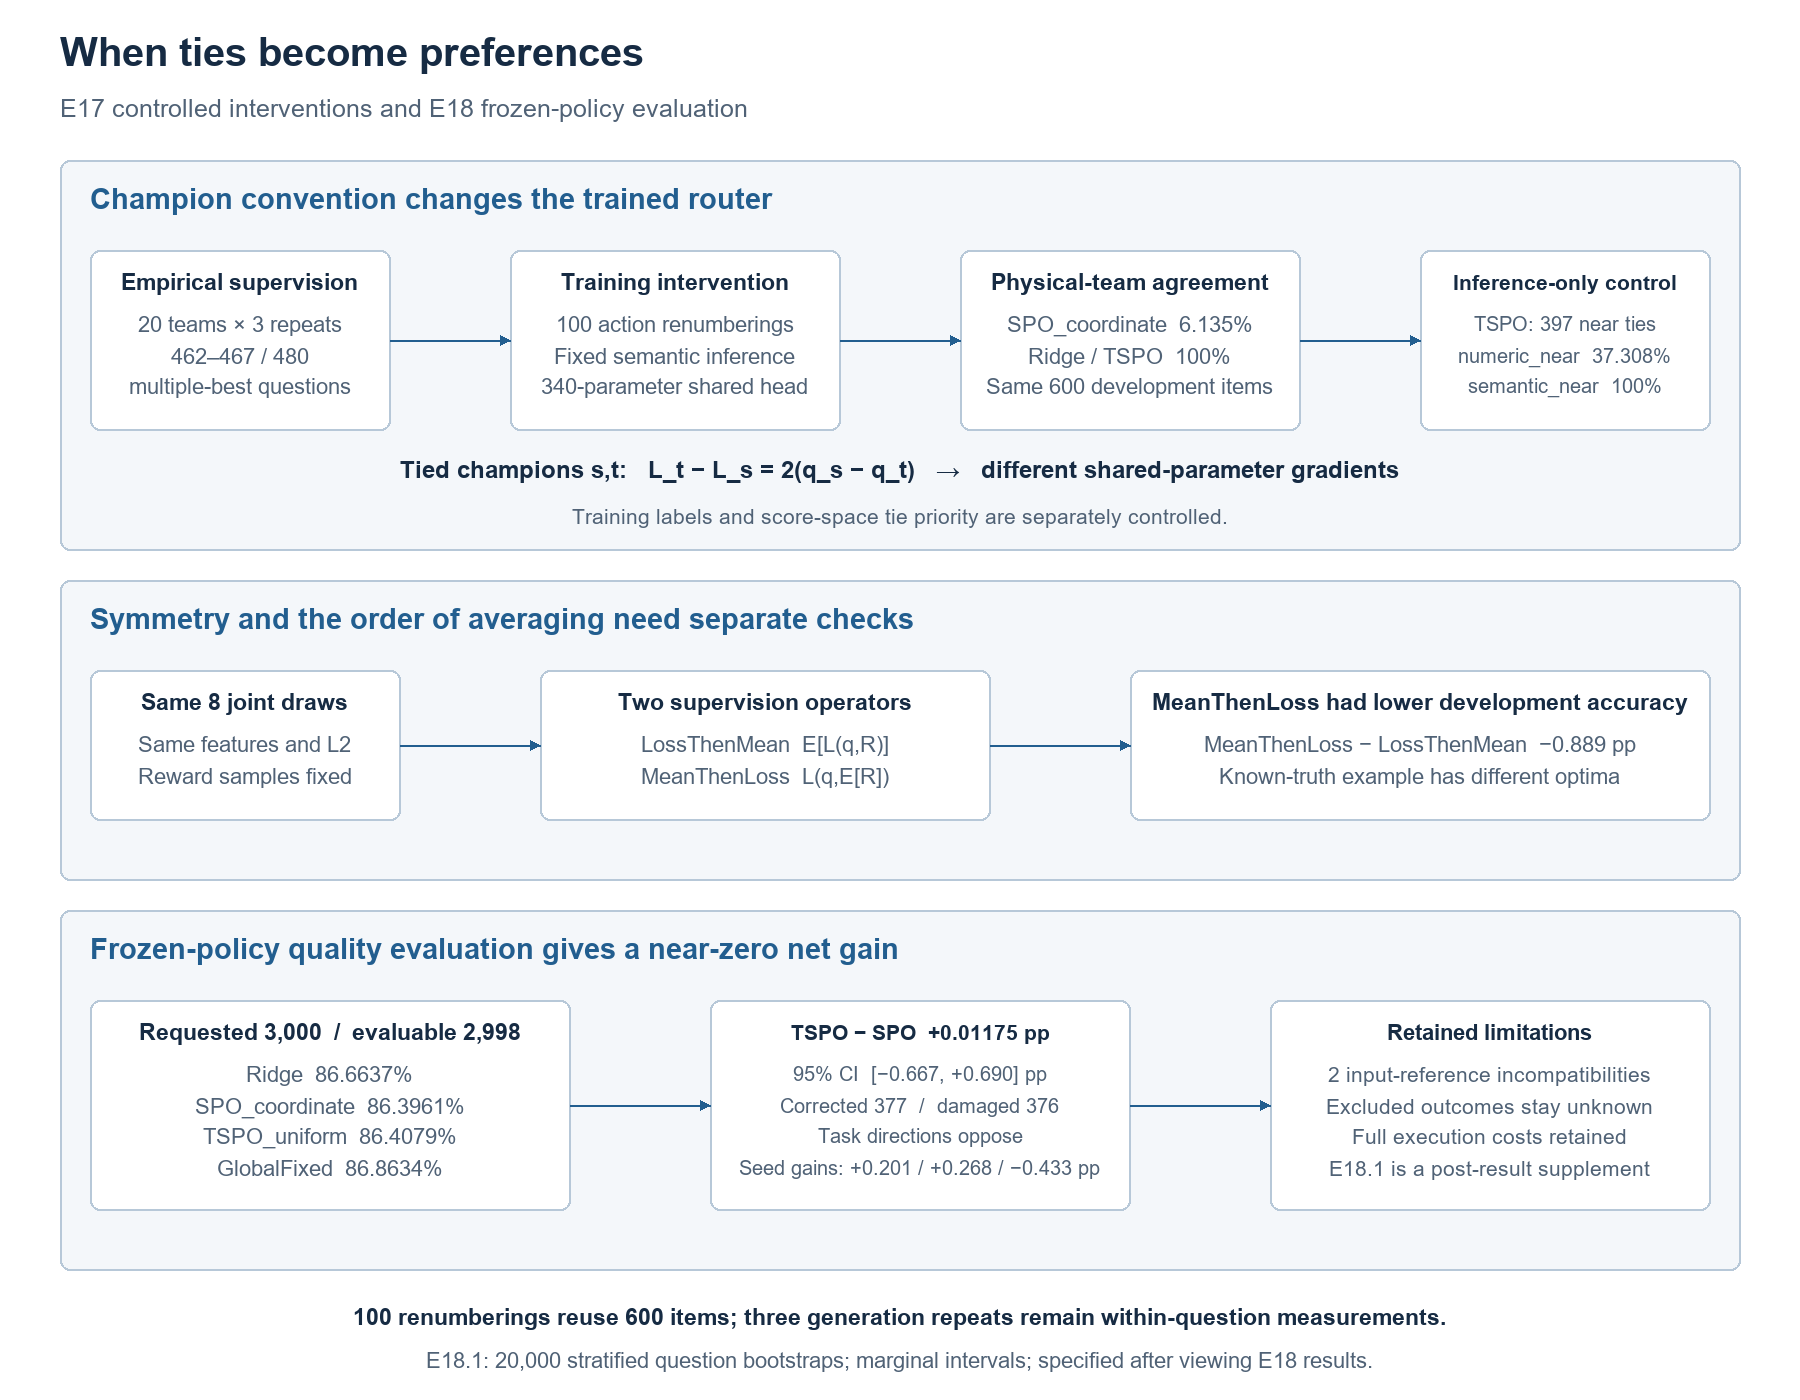 When ties become preferences
E17 controlled interventions and E18 frozen-policy evaluation
Champion convention changes the trained router
Empirical supervision
20 teams × 3 repeats
462–467 / 480
multiple-best questions
Training intervention
100 action renumberings
Fixed semantic inference
340-parameter shared head
Physical-team agreement
SPO_coordinate 6.135%
Ridge / TSPO 100%
Same 600 development items
Inference-only control
TSPO: 397 near ties
numeric_near 37.308%
semantic_near 100%
Tied champions s,t: L_t − L_s = 2(q_s − q_t) → different shared-parameter gradients
Training labels and score-space tie priority are separately controlled.
Symmetry and the order of averaging need separate checks
Same 8 joint draws
Same features and L2
Reward samples fixed
Two supervision operators
LossThenMean E[L(q,R)]
MeanThenLoss L(q,E[R])
MeanThenLoss had lower development accuracy
MeanThenLoss − LossThenMean −0.889 pp
Known-truth example has different optima
Frozen-policy quality evaluation gives a near-zero net gain
Requested 3,000 / evaluable 2,998
Ridge 86.6637%
SPO_coordinate 86.3961%
TSPO_uniform 86.4079%
GlobalFixed 86.8634%
TSPO − SPO +0.01175 pp
95% CI [−0.667, +0.690] pp
Corrected 377 / damaged 376
Task directions oppose
Seed gains: +0.201 / +0.268 / −0.433 pp
Retained limitations
2 input-reference incompatibilities
Excluded outcomes stay unknown
Full execution costs retained
E18.1 is a post-result supplement
100 renumberings reuse 600 items; three generation repeats remain within-question measurements.
E18.1: 20,000 stratified question bootstraps; marginal intervals; specified after viewing E18 results.